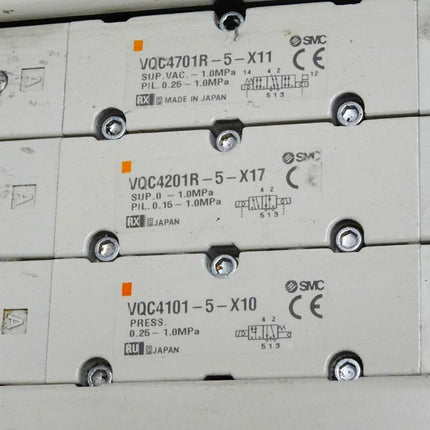 SMC
VQC4701R-5-X11
SUP. VAC. ~ 1.0MPa 14 4 2 12
PIL. 0.25 ~ 1.0MPa
RX MADE IN JAPAN 5 1 3
A
SMC
VQC4201R-5-X17
SUP. 0 ~ 1.0MPa 4 2
PIL. 0.15 ~ 1.0MPa
RX JAPAN 5 1 3
CE
A
SMC
VQC4101-5-X10
PRESS. 4 2
0.25 ~ 1.0MPa
RU JAPAN 5 1 3
CE
A